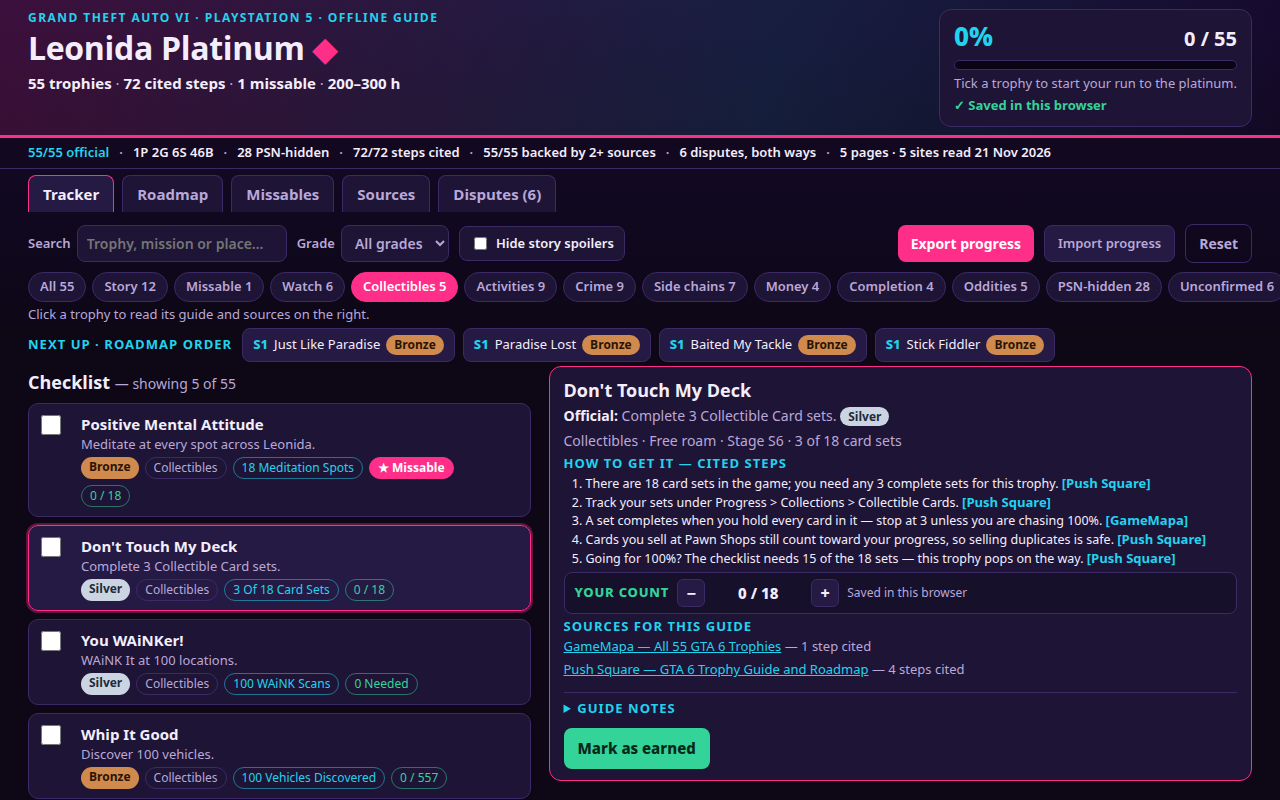 GRAND THEFT AUTO VI · PLAYSTATION 5 · OFFLINE GUIDE
Leonida Platinum
55 trophies · 72 cited steps · 1 missable · 200–300 h
0% 0 / 55
Tick a trophy to start your run to the platinum.
✓ Saved in this browser
55/55 official · 1P 2G 6S 46B · 28 PSN-hidden · 72/72 steps cited · 55/55 backed by 2+ sources · 6 disputes, both ways · 5 pages · 5 sites read 21 Nov 2026
Tracker Roadmap Missables Sources Disputes (6)
Search Trophy, mission or place... Grade All grades Hide story spoilers Export progress Import progress Reset
All 55 Story 12 Missable 1 Watch 6 Collectibles 5 Activities 9 Crime 9 Side chains 7 Money 4 Completion 4 Oddities 5 PSN-hidden 28 Unconfirmed 6
Click a trophy to read its guide and sources on the right.
NEXT UP · ROADMAP ORDER S1 Just Like Paradise Bronze S1 Paradise Lost Bronze S1 Baited My Tackle Bronze S1 Stick Fiddler Bronze
Checklist — showing 5 of 55
Positive Mental Attitude
Meditate at every spot across Leonida.
Bronze Collectibles 18 Meditation Spots ★ Missable
0 / 18
Don't Touch My Deck
Complete 3 Collectible Card sets.
Silver Collectibles 3 Of 18 Card Sets 0 / 18
You WAiNKer!
WAiNK It at 100 locations.
Silver Collectibles 100 WAiNK Scans 0 Needed
Whip It Good
Discover 100 vehicles.
Bronze Collectibles 100 Vehicles Discovered 0 / 557
Don't Touch My Deck
Official: Complete 3 Collectible Card sets. Silver
Collectibles · Free roam · Stage S6 · 3 of 18 card sets
HOW TO GET IT — CITED STEPS
1. There are 18 card sets in the game; you need any 3 complete sets for this trophy. [Push Square]
2. Track your sets under Progress > Collections > Collectible Cards. [Push Square]
3. A set completes when you hold every card in it — stop at 3 unless you are chasing 100%. [GameMapa]
4. Cards you sell at Pawn Shops still count toward your progress, so selling duplicates is safe. [Push Square]
5. Going for 100%? The checklist needs 15 of the 18 sets — this trophy pops on the way. [Push Square]
YOUR COUNT − 0 / 18 + Saved in this browser
SOURCES FOR THIS GUIDE
GameMapa — All 55 GTA 6 Trophies — 1 step cited
Push Square — GTA 6 Trophy Guide and Roadmap — 4 steps cited
GUIDE NOTES
Mark as earned